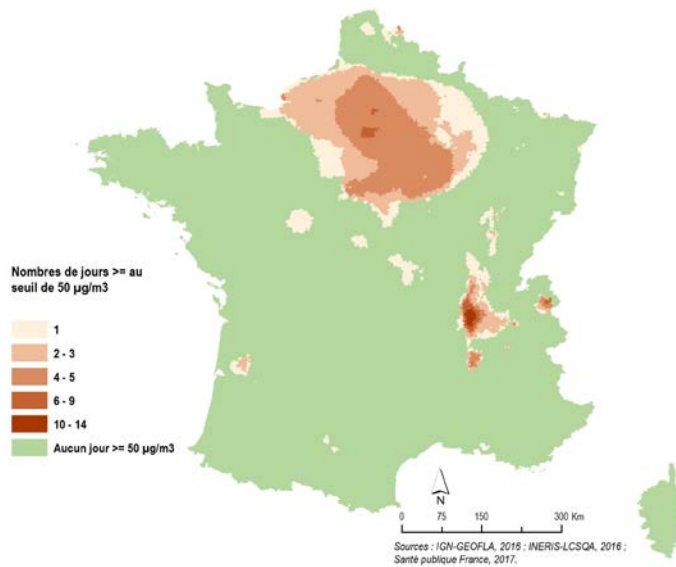 Nombres de jours >= au
seuil de 50 µg/m3
1
2 - 3
4 - 5
6 - 9
10 - 14
Aucun jour >= 50 µg/m3
N
0 75 150 300 Km
Sources : IGN-GEOFLA, 2016 ; INERIS-LCSQA, 2016 ;
Santé publique France, 2017.